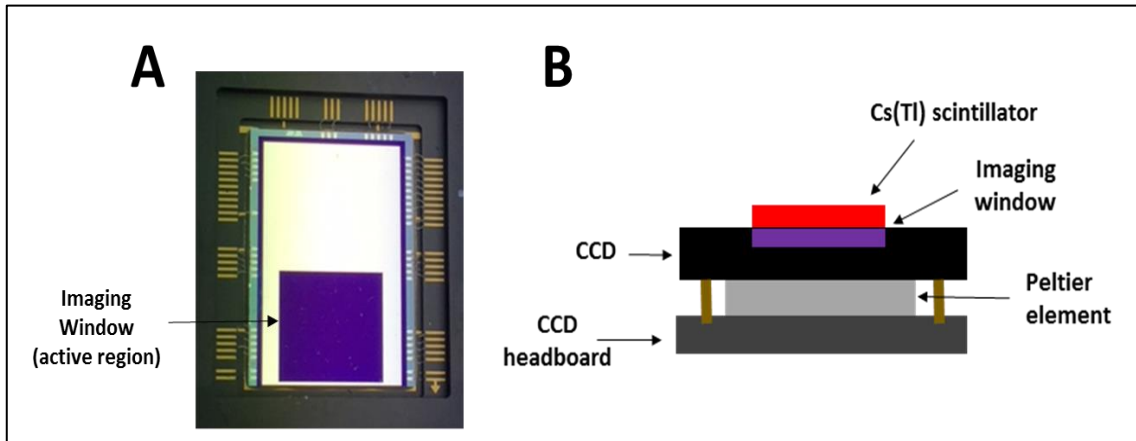 A
B
Imaging
Window
(active region)
Cs(Tl) scintillator
Imaging
window
CCD
Peltier
element
CCD
headboard